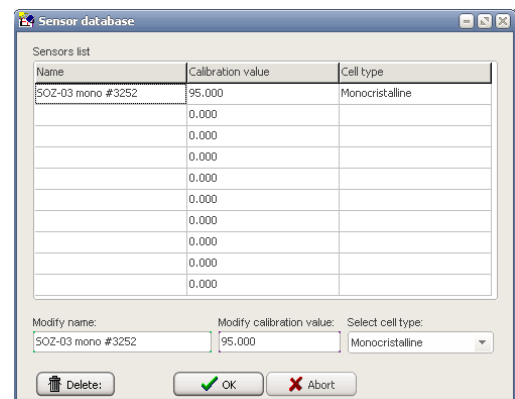 Sensor database
Sensors list
Name Calibration value Cell type
SOZ-03 mono #3252 95.000 Monocristalline
0.000
0.000
0.000
0.000
0.000
0.000
0.000
0.000
0.000
Modify name: Modify calibration value: Select cell type:
SOZ-03 mono #3252 95.000 Monocristalline
Delete: OK Abort